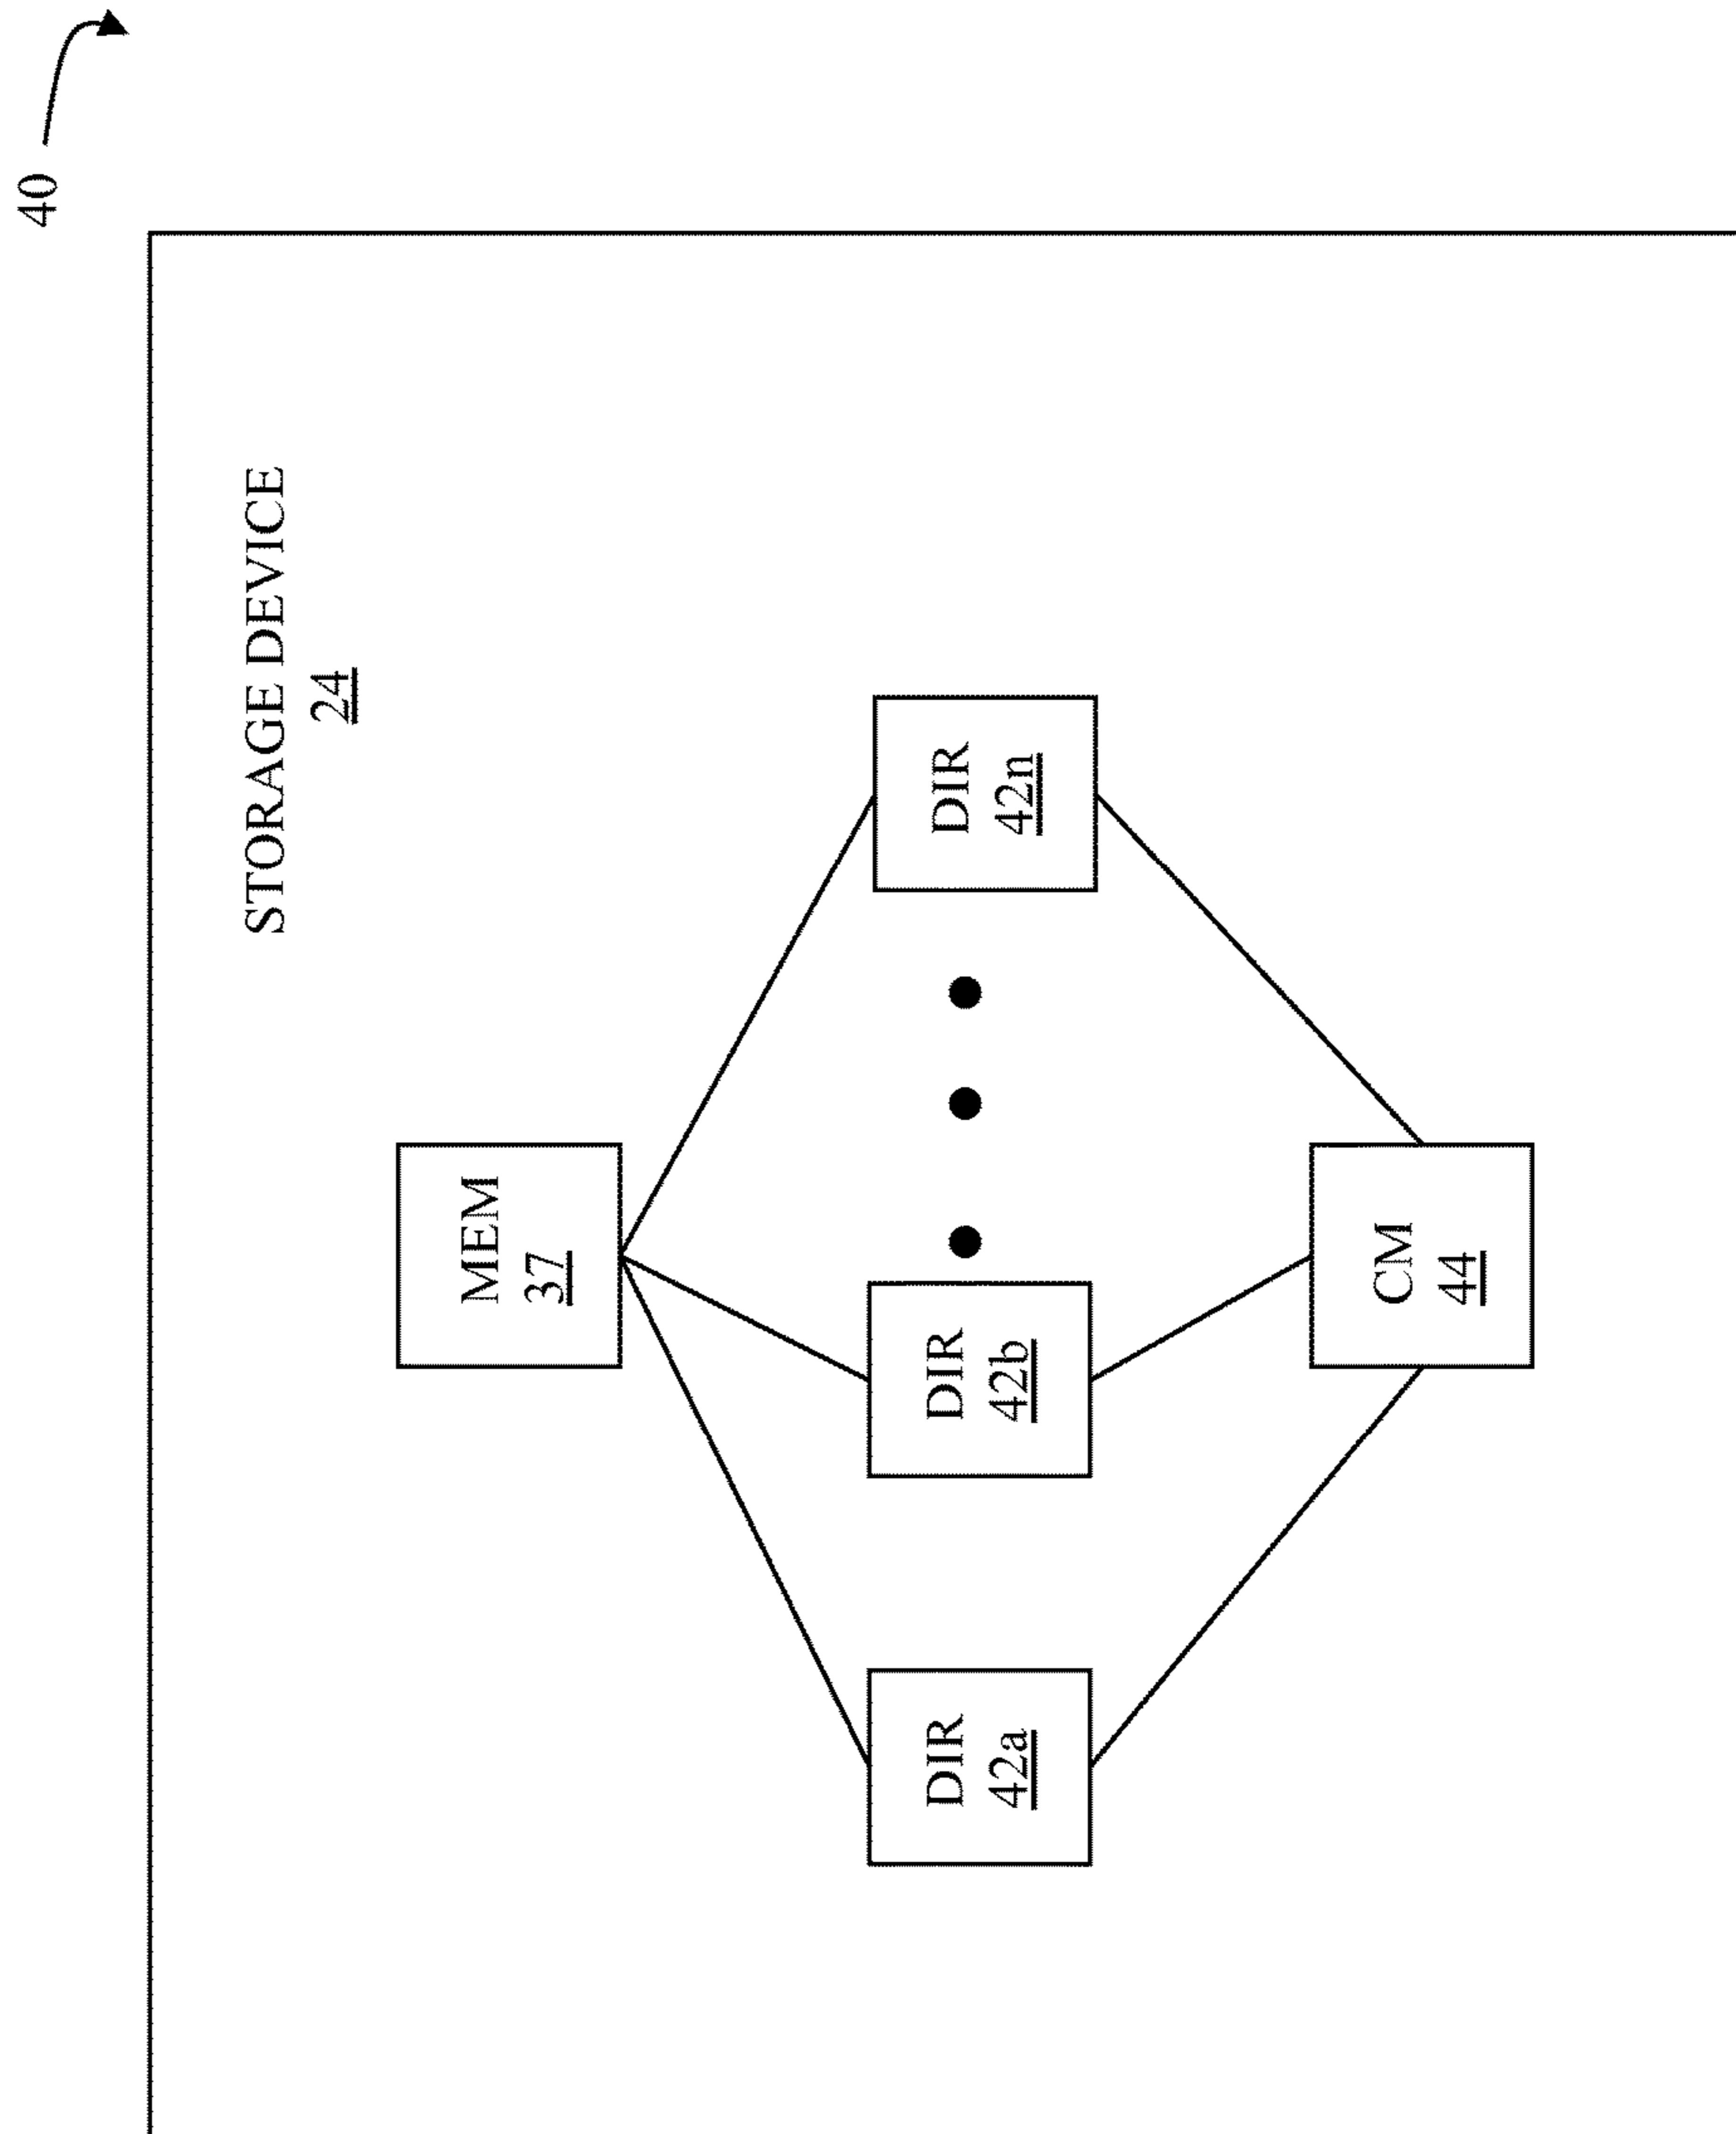 40
STORAGE DEVICE
24
MEM
37
DIR
42a
DIR
42b
DIR
42n
CM
44